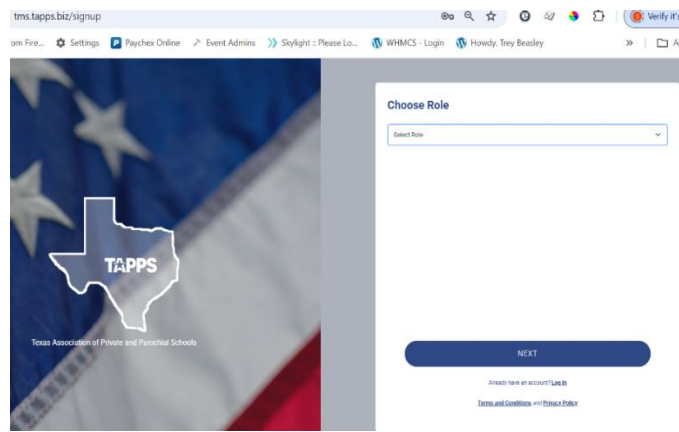 tms.tapps.biz/signup
Verify it's
om Fire... Settings Paychex Online Event Admins Skylight :: Please Lo... WHMCS - Login Howdy, Trey Beasley »
Choose Role
Select Role
TAPPS
Texas Association of Private and Parochial Schools
NEXT
Already have an account? Log In
Terms and Conditions and Privacy Policy